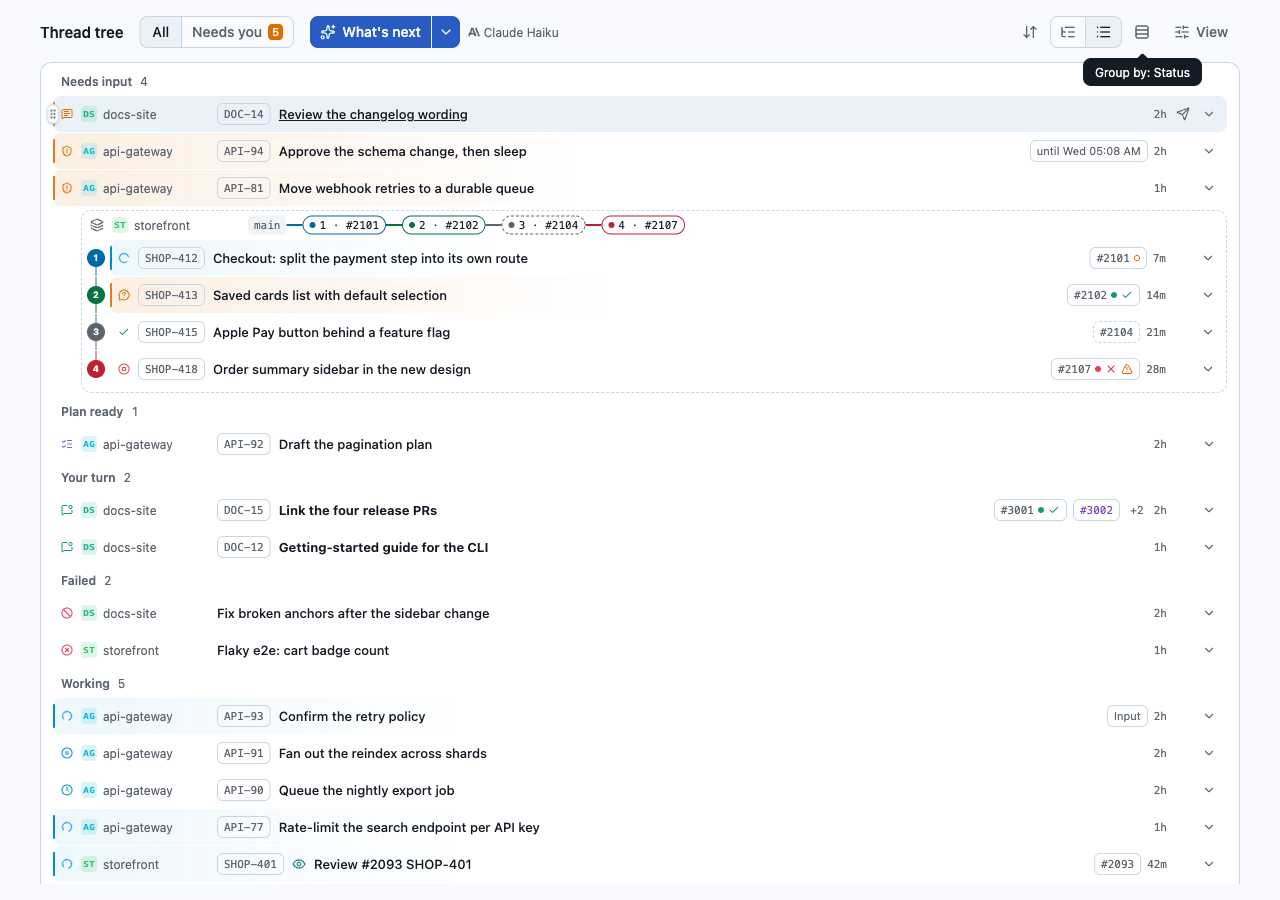 Thread tree All Needs you 5 What's next Claude Haiku View
Group by: Status
Needs input 4
DS docs-site DOC-14 Review the changelog wording 2h
AG api-gateway API-94 Approve the schema change, then sleep until Wed 05:08 AM 2h
AG api-gateway API-81 Move webhook retries to a durable queue 1h
ST storefront main 1 · #2101 2 · #2102 3 · #2104 4 · #2107
1 SHOP-412 Checkout: split the payment step into its own route #2101 7m
2 SHOP-413 Saved cards list with default selection #2102 14m
3 SHOP-415 Apple Pay button behind a feature flag #2104 21m
4 SHOP-418 Order summary sidebar in the new design #2107 28m
Plan ready 1
AG api-gateway API-92 Draft the pagination plan 2h
Your turn 2
DS docs-site DOC-15 Link the four release PRs #3001 #3002 +2 2h
DS docs-site DOC-12 Getting-started guide for the CLI 1h
Failed 2
DS docs-site Fix broken anchors after the sidebar change 2h
ST storefront Flaky e2e: cart badge count 1h
Working 5
AG api-gateway API-93 Confirm the retry policy Input 2h
AG api-gateway API-91 Fan out the reindex across shards 2h
AG api-gateway API-90 Queue the nightly export job 2h
AG api-gateway API-77 Rate-limit the search endpoint per API key 1h
ST storefront SHOP-401 Review #2093 SHOP-401 #2093 42m